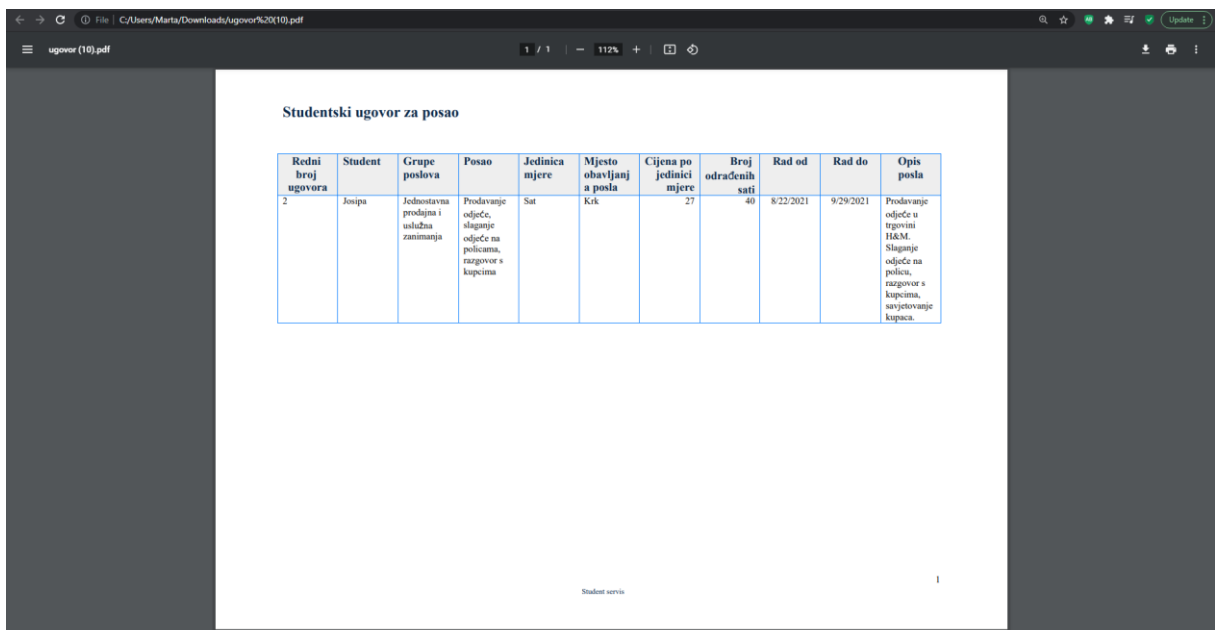 File | C:/Users/Marta/Downloads/ugovor%20(10).pdf
Update
ugovor (10).pdf
1 / 1 | − 112% + |
Studentski ugovor za posao
Redni broj ugovora
Student
Grupe poslova
Posao
Jedinica mjere
Mjesto obavljanj a posla
Cijena po jedinici mjere
Broj odrađenih sati
Rad od
Rad do
Opis posla
2
Josipa
Jednostavna
prodajna i
uslužna
zanimanja
Prodavanje
odjeće,
slaganje
odjeće na
policama,
razgovor s
kupcima
Sat
Krk
27
40
8/22/2021
9/29/2021
Prodavanje
odjeće u
trgovini
H&M.
Slaganje
odjeće na
policu,
razgovor s
kupcima,
savjetovanje
kupaca.
1
Student servis